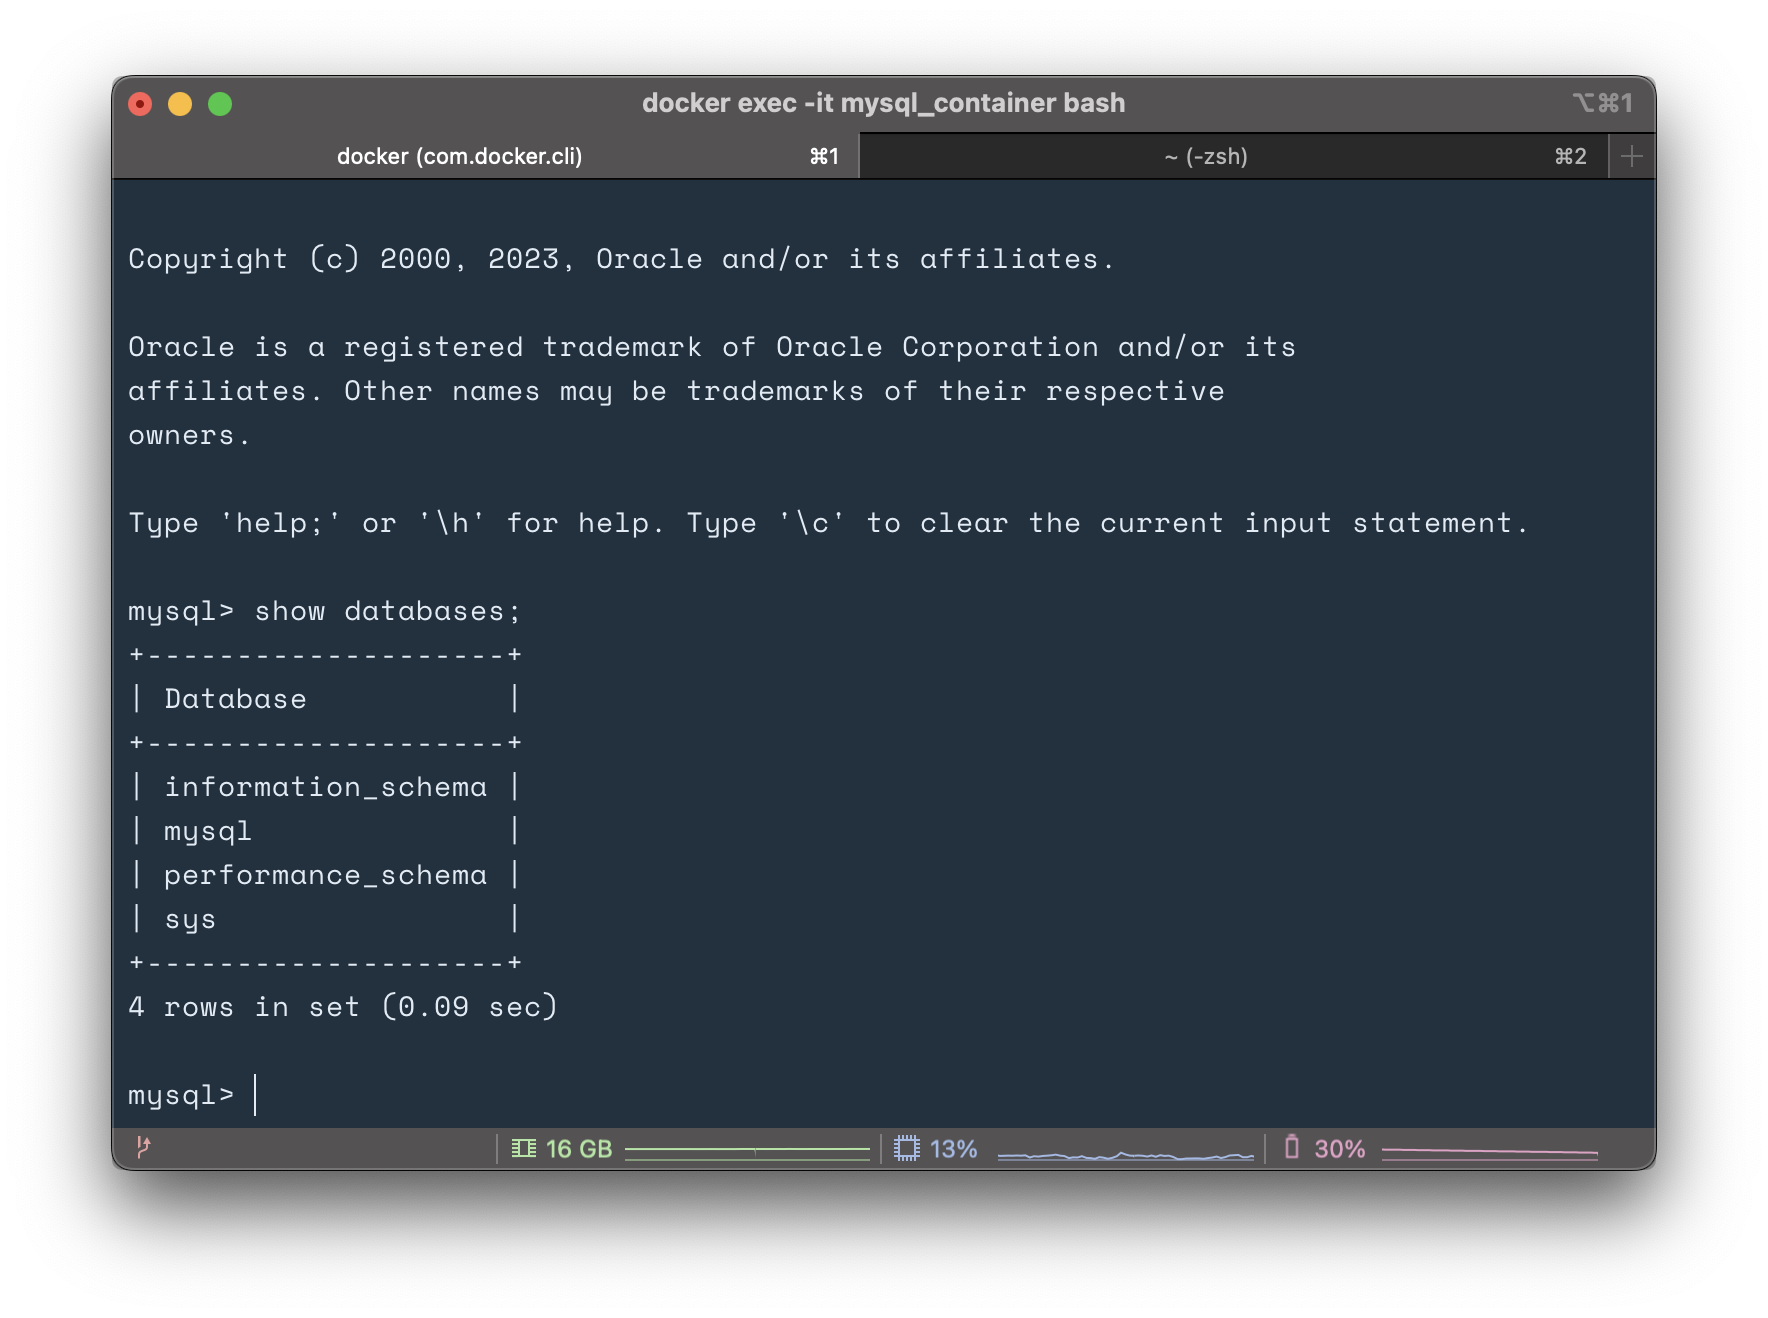 docker exec -it mysql_container bash
⌥⌘1
docker (com.docker.cli)
⌘1
~ (-zsh)
⌘2
Copyright (c) 2000, 2023, Oracle and/or its affiliates.
Oracle is a registered trademark of Oracle Corporation and/or its
affiliates. Other names may be trademarks of their respective
owners.
Type 'help;' or '\h' for help. Type '\c' to clear the current input statement.
mysql> show databases;
+--------------------+
| Database           |
+--------------------+
| information_schema |
| mysql              |
| performance_schema |
| sys                |
+--------------------+
4 rows in set (0.09 sec)
mysql>
16 GB
13%
30%